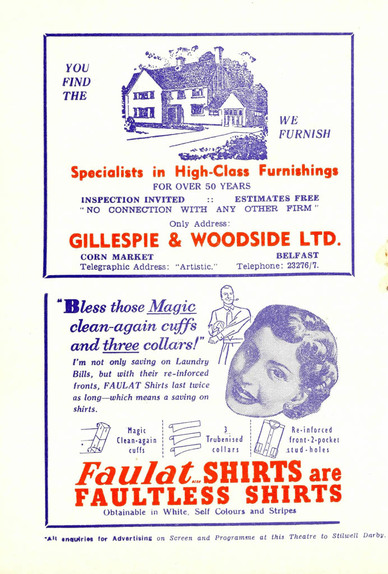 YOU
FIND
THE
WE
FURNISH
Specialists in High-Class Furnishings
FOR OVER 50 YEARS
INSPECTION INVITED :: ESTIMATES FREE
"NO CONNECTION WITH ANY OTHER FIRM"
Only Address:
GILLESPIE & WOODSIDE LTD.
CORN MARKET BELFAST
Telegraphic Address: "Artistic." Telephone: 23276/7.
"Bless those Magic
clean-again cuffs
and three collars!"
I'm not only saving on Laundry
Bills, but with their re-inforced
fronts, FAULAT Shirts last twice
as long—which means a saving on
shirts.
Magic
Clean-again
cuffs
3
Trubenised
collars
Re-inforced
front-2-pocket
stud-holes
Faulat... SHIRTS are
FAULTLESS SHIRTS
Obtainable in White, Self Colours and Stripes
*All enquiries for Advertising on Screen and Programme at this Theatre to Stilwell Darby.